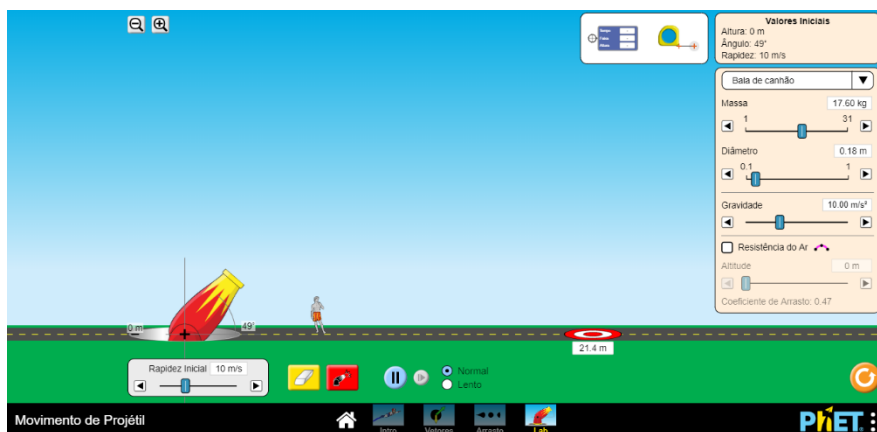 Valores Iniciais
Altura: 0 m
Ângulo: 49°
Rapidez: 10 m/s
Bala de canhão
Massa
17.60 kg
1
31
Diâmetro
0.18 m
0.1
1
Gravidade
10.00 m/s²
Resistência do Ar
Altitude
0 m
Coeficiente de Arrasto: 0.47
0 m
49°
21.4 m
Rapidez Inicial
10 m/s
Normal
Lento
Movimento de Projétil
Intro
Vetores
Arrasto
Lab
PhET